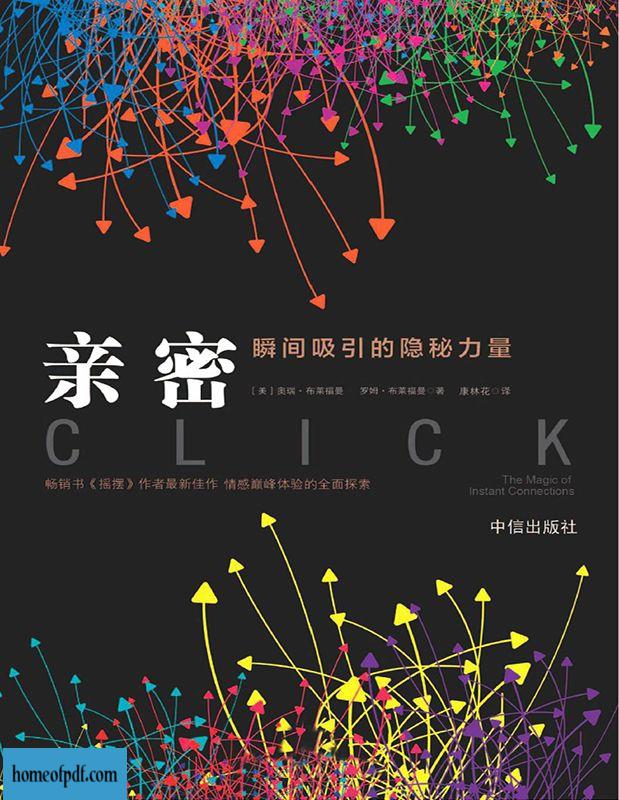 亲密
瞬间吸引的隐秘力量
［美］奥瑞·布莱福曼 罗姆·布莱福曼◎著 康林花◎译
CLICK
畅销书《摇摆》作者最新佳作 情感巅峰体验的全面探索
The Magic of
Instant Connections
中信出版社
homeofpdf.com